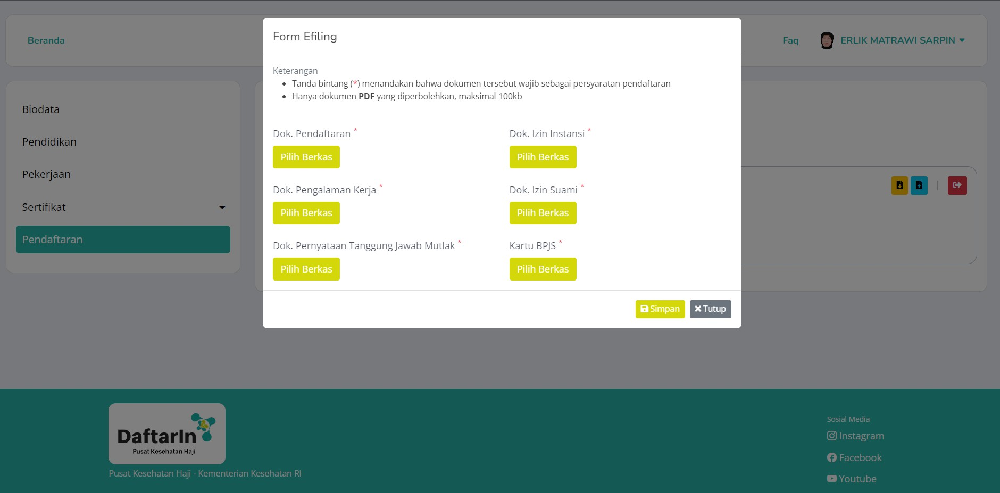 Beranda
Faq
ERLIK MATRAWI SARPIN
Biodata
Pendidikan
Pekerjaan
Sertifikat
Pendaftaran
Form Efiling
Keterangan
Tanda bintang (*) menandakan bahwa dokumen tersebut wajib sebagai persyaratan pendaftaran
Hanya dokumen PDF yang diperbolehkan, maksimal 100kb
Dok. Pendaftaran *
Pilih Berkas
Dok. Izin Instansi *
Pilih Berkas
Dok. Pengalaman Kerja *
Pilih Berkas
Dok. Izin Suami *
Pilih Berkas
Dok. Pernyataan Tanggung Jawab Mutlak *
Pilih Berkas
Kartu BPJS *
Pilih Berkas
Simpan
Tutup
DaftarIn
Pusat Kesehatan Haji
Pusat Kesehatan Haji - Kementerian Kesehatan RI
Sosial Media
Instagram
Facebook
Youtube